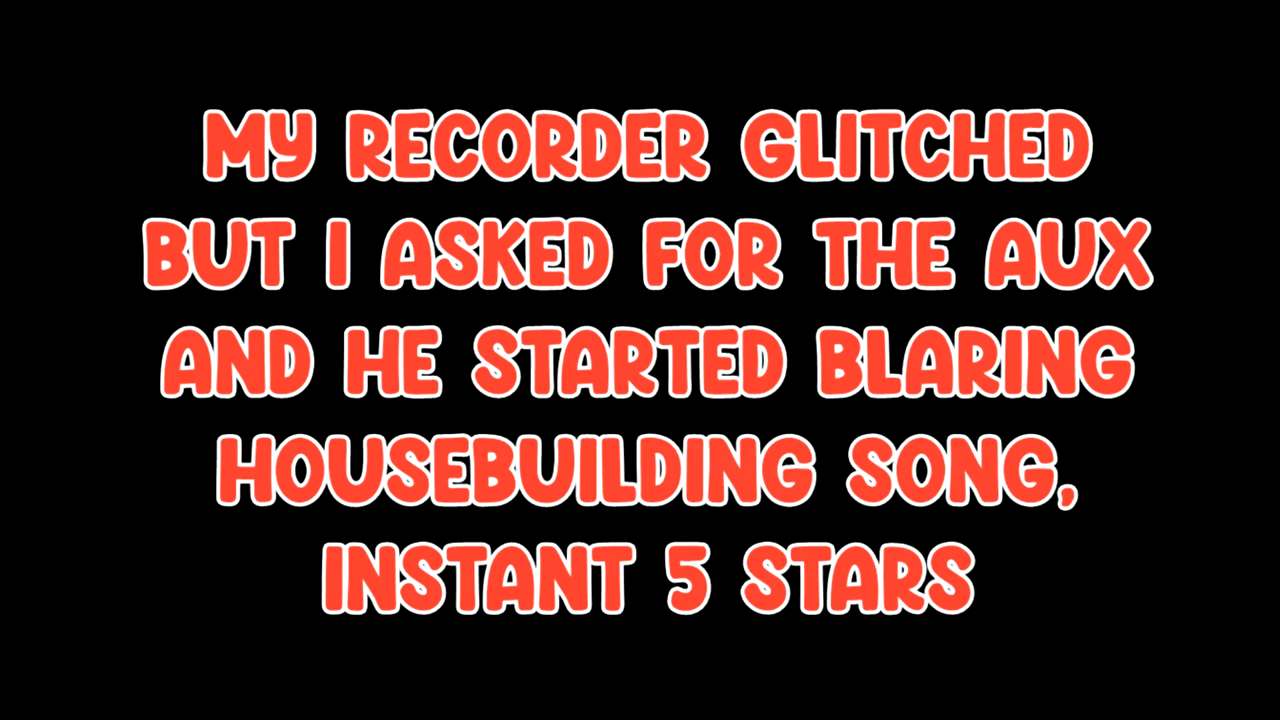 MY RECORDER GLITCHED
BUT I ASKED FOR THE AUX
AND HE STARTED BLARING
HOUSEBUILDING SONG,
INSTANT 5 STARS